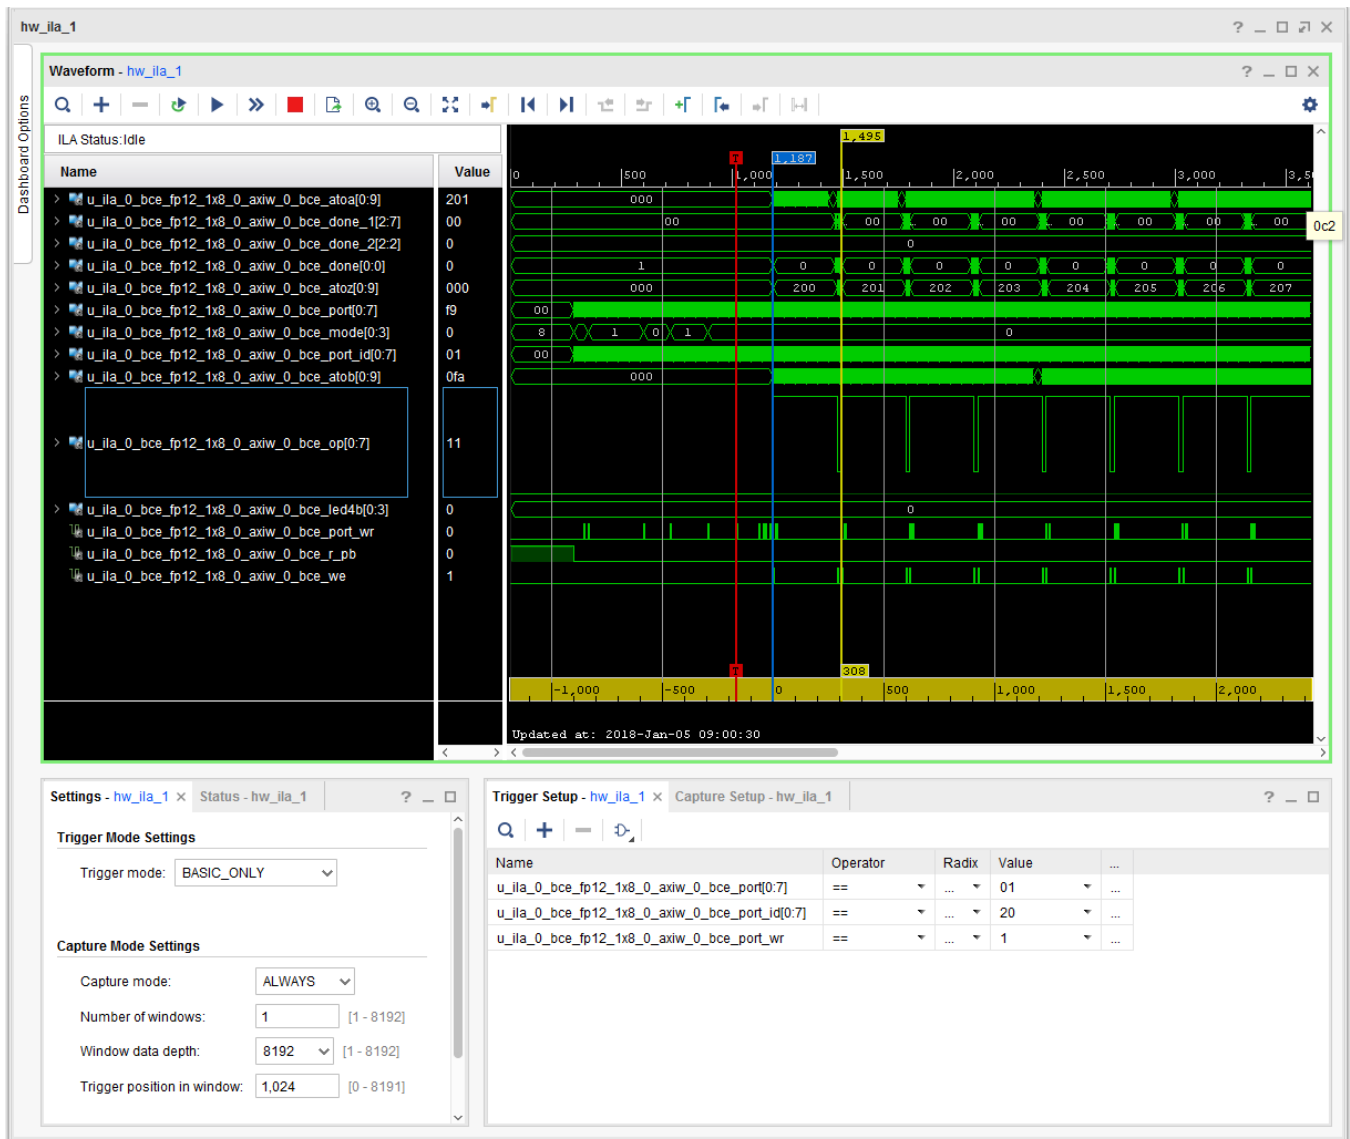 hw_ila_1
Dashboard Options
Waveform - hw_ila_1
ILA Status:Idle
Name Value
1,495
T 1,187
0 500 1,000 1,500 2,000 2,500 3,000 3,5
u_ila_0_bce_fp12_1x8_0_axiw_0_bce_atoa[0:9] 201 000
u_ila_0_bce_fp12_1x8_0_axiw_0_bce_done_1[2:7] 00 00 00 00 00 00 00 00 00
u_ila_0_bce_fp12_1x8_0_axiw_0_bce_done_2[2:2] 0 0
0c2
u_ila_0_bce_fp12_1x8_0_axiw_0_bce_done[0:0] 0 1 0 0 0 0 0 0 0 0
u_ila_0_bce_fp12_1x8_0_axiw_0_bce_atoz[0:9] 000 000 200 201 202 203 204 205 206 207
u_ila_0_bce_fp12_1x8_0_axiw_0_bce_port[0:7] f9 00
u_ila_0_bce_fp12_1x8_0_axiw_0_bce_mode[0:3] 0 8 1 0 1 0
u_ila_0_bce_fp12_1x8_0_axiw_0_bce_port_id[0:7] 01 00
u_ila_0_bce_fp12_1x8_0_axiw_0_bce_atob[0:9] 0fa 000
u_ila_0_bce_fp12_1x8_0_axiw_0_bce_op[0:7] 11
u_ila_0_bce_fp12_1x8_0_axiw_0_bce_led4b[0:3] 0 0
u_ila_0_bce_fp12_1x8_0_axiw_0_bce_port_wr 0
u_ila_0_bce_fp12_1x8_0_axiw_0_bce_r_pb 0
u_ila_0_bce_fp12_1x8_0_axiw_0_bce_we 1
T 308
-1,000 -500 0 500 1,000 1,500 2,000
Updated at: 2018-Jan-05 09:00:30
Settings - hw_ila_1 Status - hw_ila_1
Trigger Mode Settings
Trigger mode: BASIC_ONLY
Capture Mode Settings
Capture mode: ALWAYS
Number of windows: 1 [1 - 8192]
Window data depth: 8192 [1 - 8192]
Trigger position in window: 1,024 [0 - 8191]
Trigger Setup - hw_ila_1 Capture Setup - hw_ila_1
Name Operator Radix Value ...
u_ila_0_bce_fp12_1x8_0_axiw_0_bce_port[0:7] == ... 01 ...
u_ila_0_bce_fp12_1x8_0_axiw_0_bce_port_id[0:7] == ... 20 ...
u_ila_0_bce_fp12_1x8_0_axiw_0_bce_port_wr == ... 1 ...